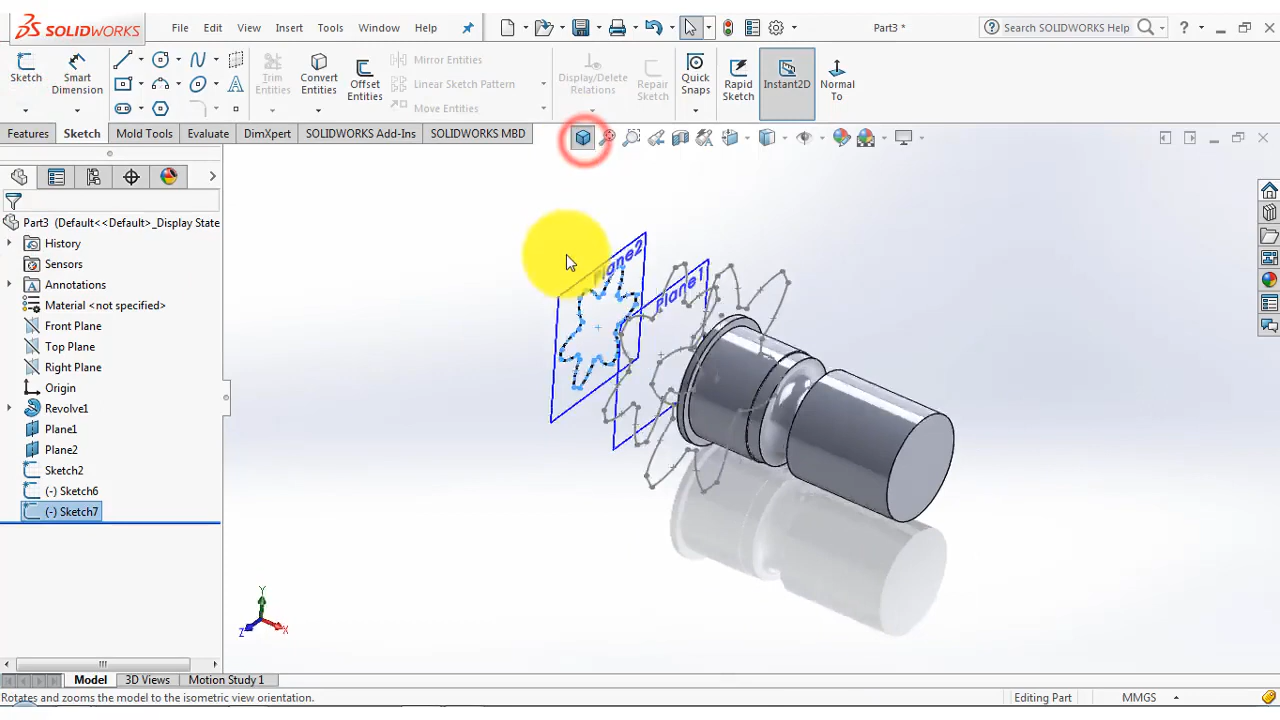 SOLIDWORKS File Edit View Insert Tools Window Help Part3 * Search SOLIDWORKS Help ?
Sketch Smart Dimension Trim Entities Convert Entities Offset Entities Mirror Entities Linear Sketch Pattern Move Entities Display/Delete Relations Repair Sketch Quick Snaps Rapid Sketch Instant2D Normal To
Features Sketch Mold Tools Evaluate DimXpert SOLIDWORKS Add-Ins SOLIDWORKS MBD
Part3 (Default<<Default>_Display State
History
Sensors
Annotations
Material <not specified>
Front Plane
Top Plane
Right Plane
Origin
Revolve1
Plane1
Plane2
Sketch2
(-) Sketch6
(-) Sketch7
Plane2
Plane1
Y
Z
X
Model 3D Views Motion Study 1
Rotates and zooms the model to the isometric view orientation. Editing Part MMGS